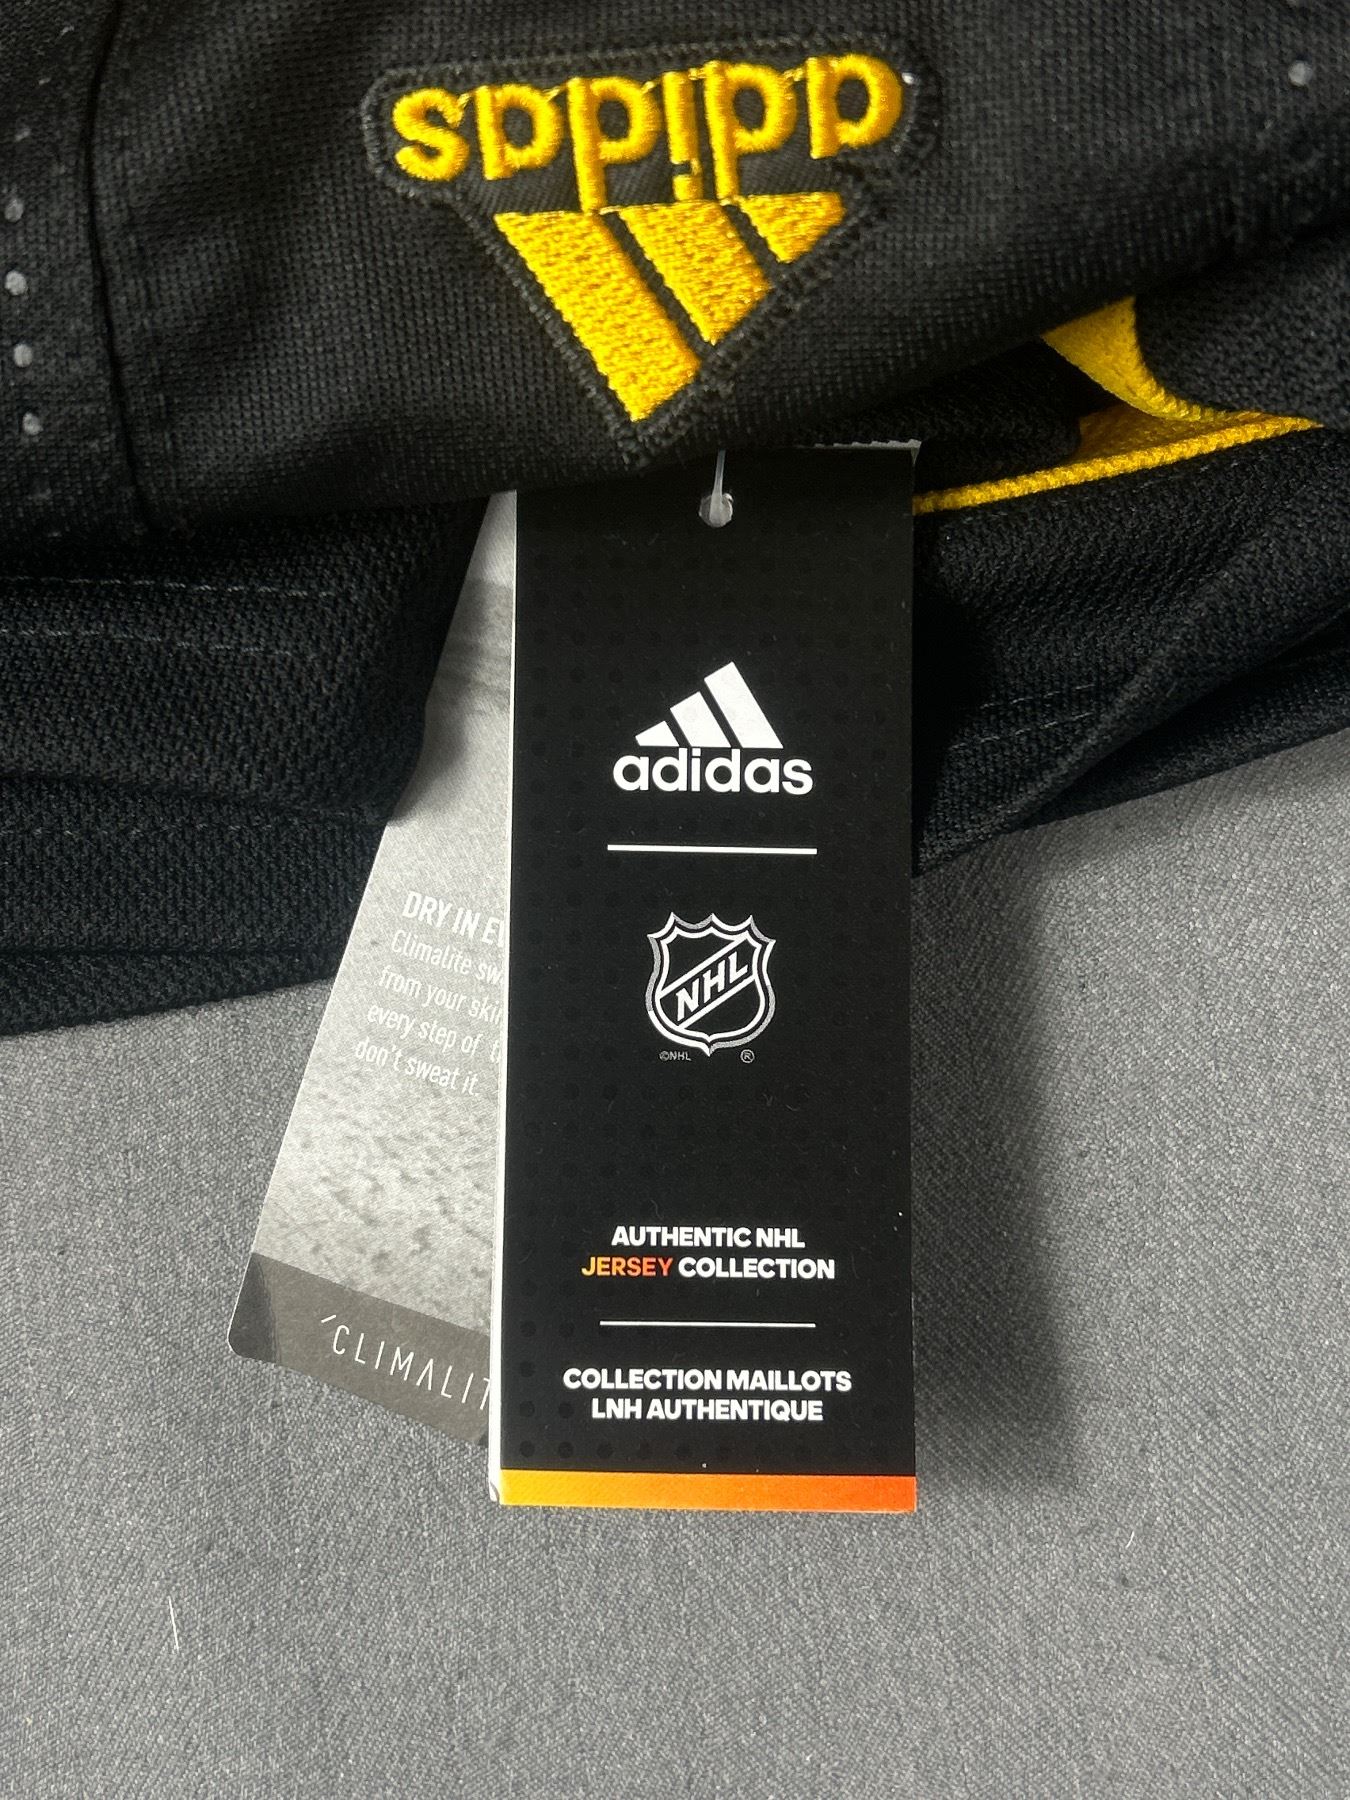 adidas
adidas
NHL
©NHL ®
AUTHENTIC NHL
JERSEY COLLECTION
COLLECTION MAILLOTS
LNH AUTHENTIQUE
DRY IN
Climalite
from your
every step of
don't sweat it.